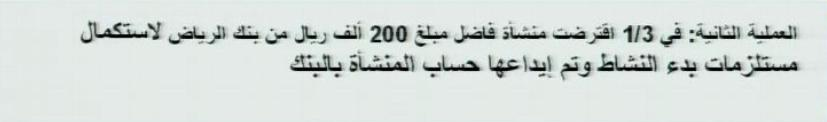 العملية الثانية: في 1/3 اقترضت منشأة فاضل مبلغ 200 ألف ريال من بنك الرياض لاستكمال
مستلزمات بدء النشاط وتم إيداعها حساب المنشأة بالبنك